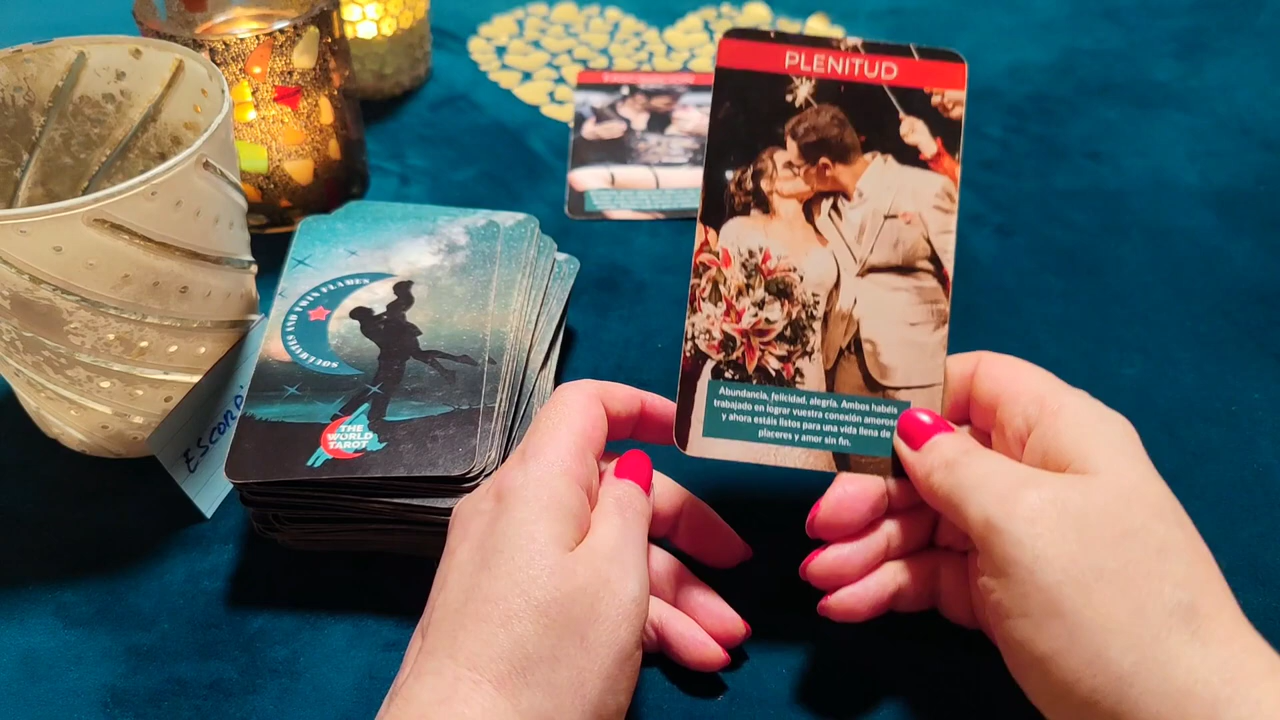 PLENITUD
Abundancia, felicidad, alegría. Ambos habéis
trabajado en lograr vuestra conexión amorosa
y ahora estáis listos para una vida llena de
placeres y amor sin fin.
SOULMATES AND TWIN FLAMES
THE
WORLD
TAROT
ESCORPI